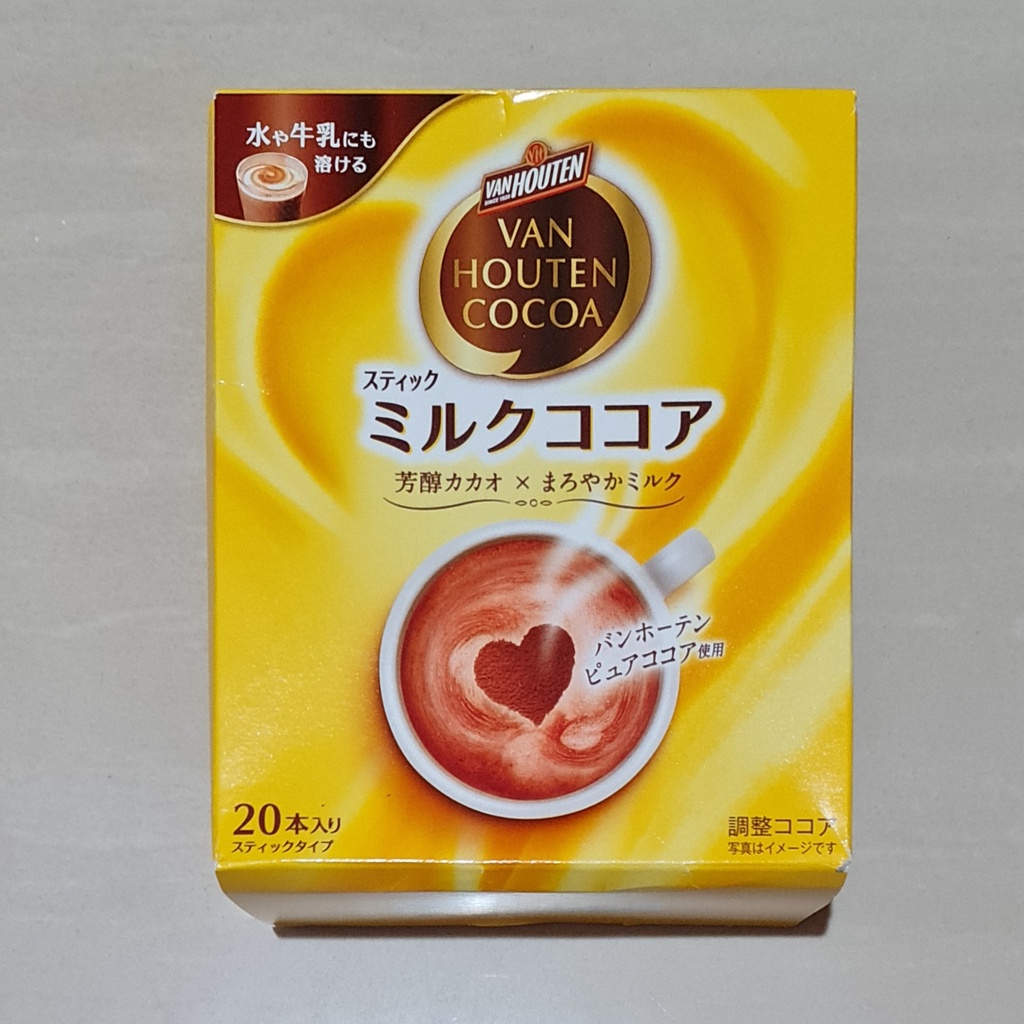 水や牛乳にも
溶ける
VAN HOUTEN
SINCE 1828
VAN
HOUTEN
COCOA
スティック
ミルクココア
芳醇カカオ × まろやかミルク
バンホーテン
ピュアココア使用
20本入り
スティックタイプ
調整ココア
写真はイメージです